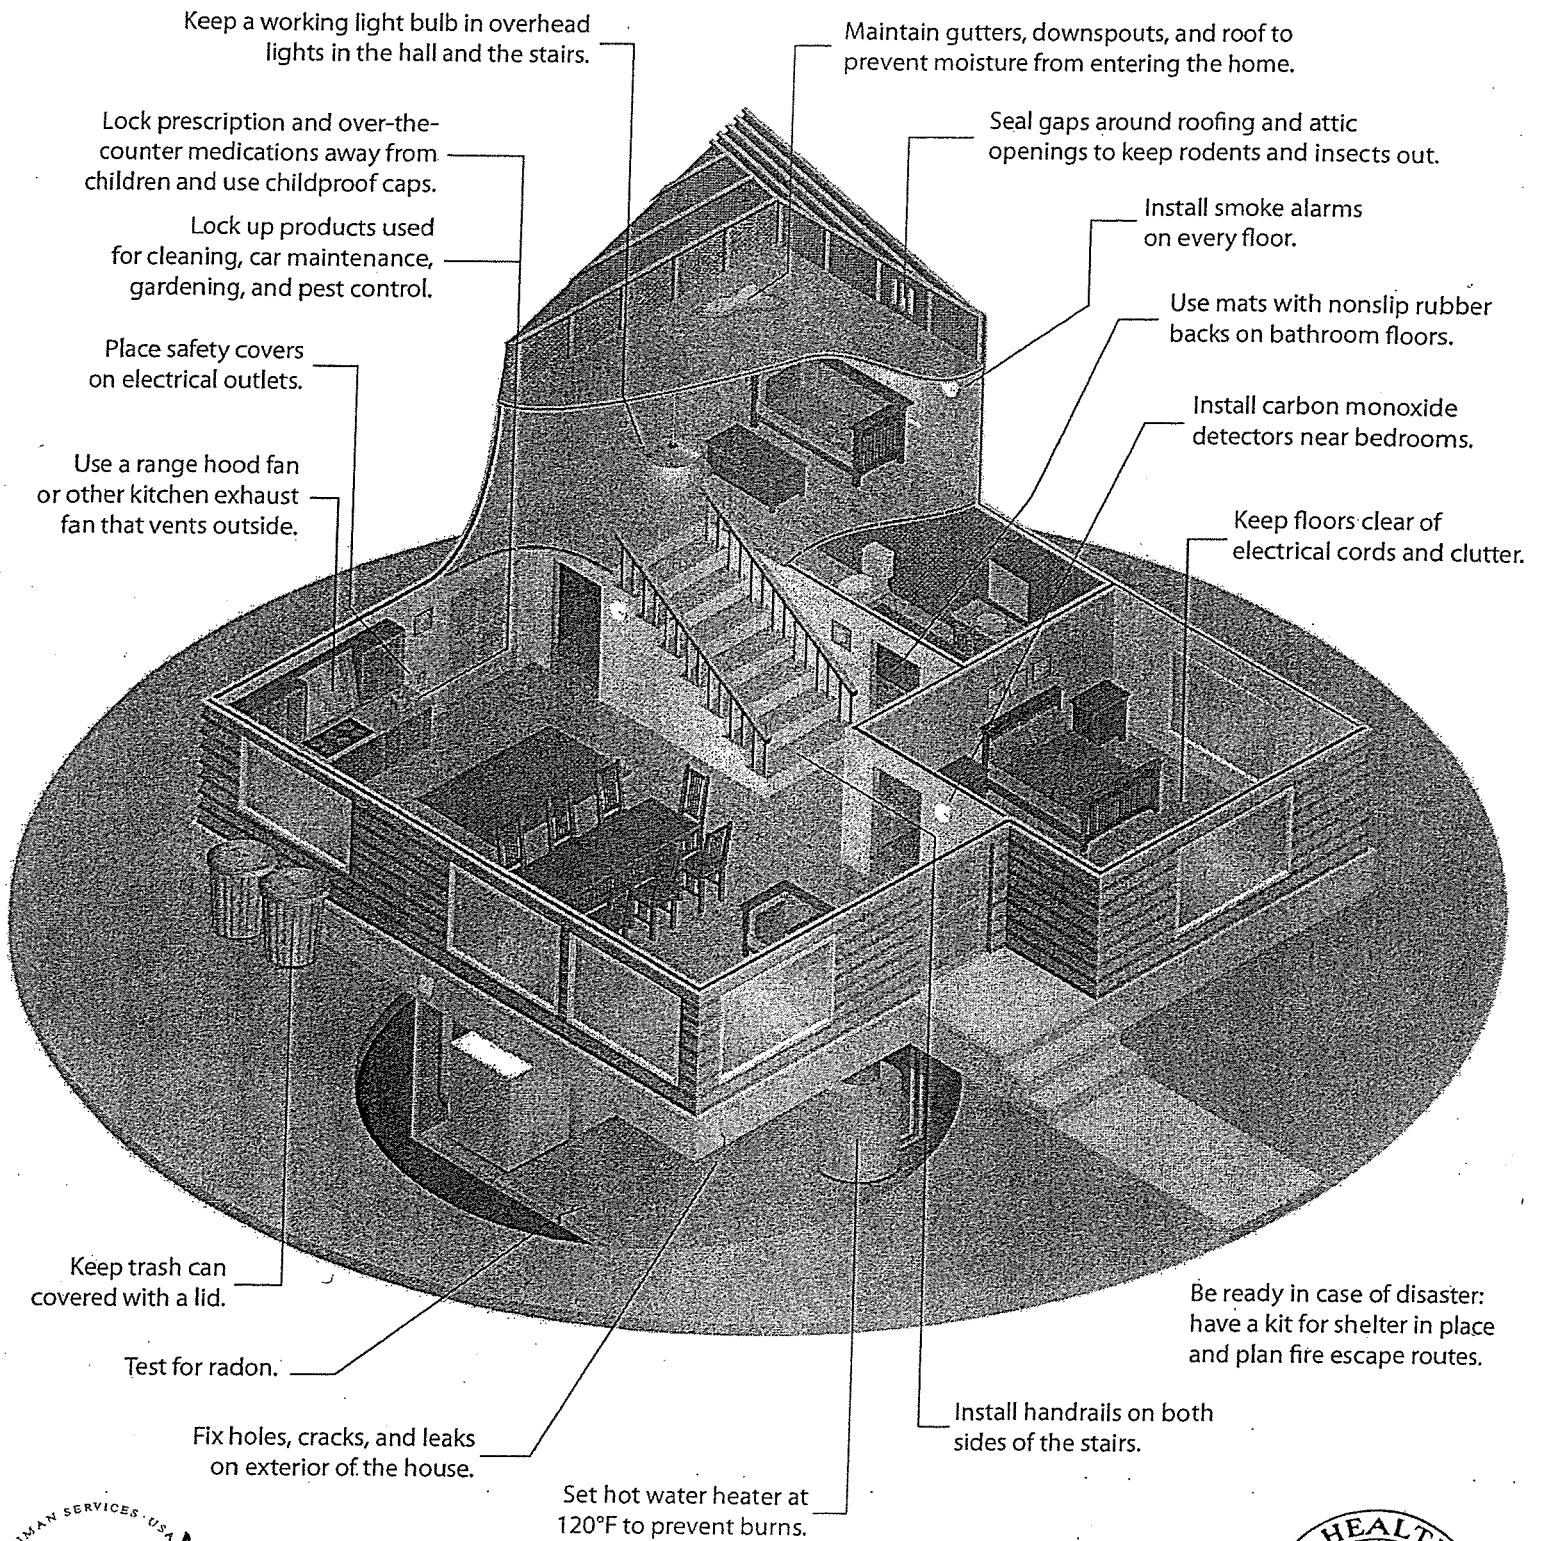 Keep a working light bulb in overhead
lights in the hall and the stairs.
Maintain gutters, downspouts, and roof to
prevent moisture from entering the home.
Lock prescription and over-the-
counter medications away from
children and use childproof caps.
Seal gaps around roofing and attic
openings to keep rodents and insects out.
Lock up products used
for cleaning, car maintenance,
gardening, and pest control.
Install smoke alarms
on every floor.
Use mats with nonslip rubber
backs on bathroom floors.
Place safety covers
on electrical outlets.
Install carbon monoxide
detectors near bedrooms.
Use a range hood fan
or other kitchen exhaust
fan that vents outside.
Keep floors clear of
electrical cords and clutter.
Keep trash can
covered with a lid.
Be ready in case of disaster:
have a kit for shelter in place
and plan fire escape routes.
Test for radon.
Install handrails on both
sides of the stairs.
Fix holes, cracks, and leaks
on exterior of the house.
Set hot water heater at
120°F to prevent burns.
SERVICES · USA